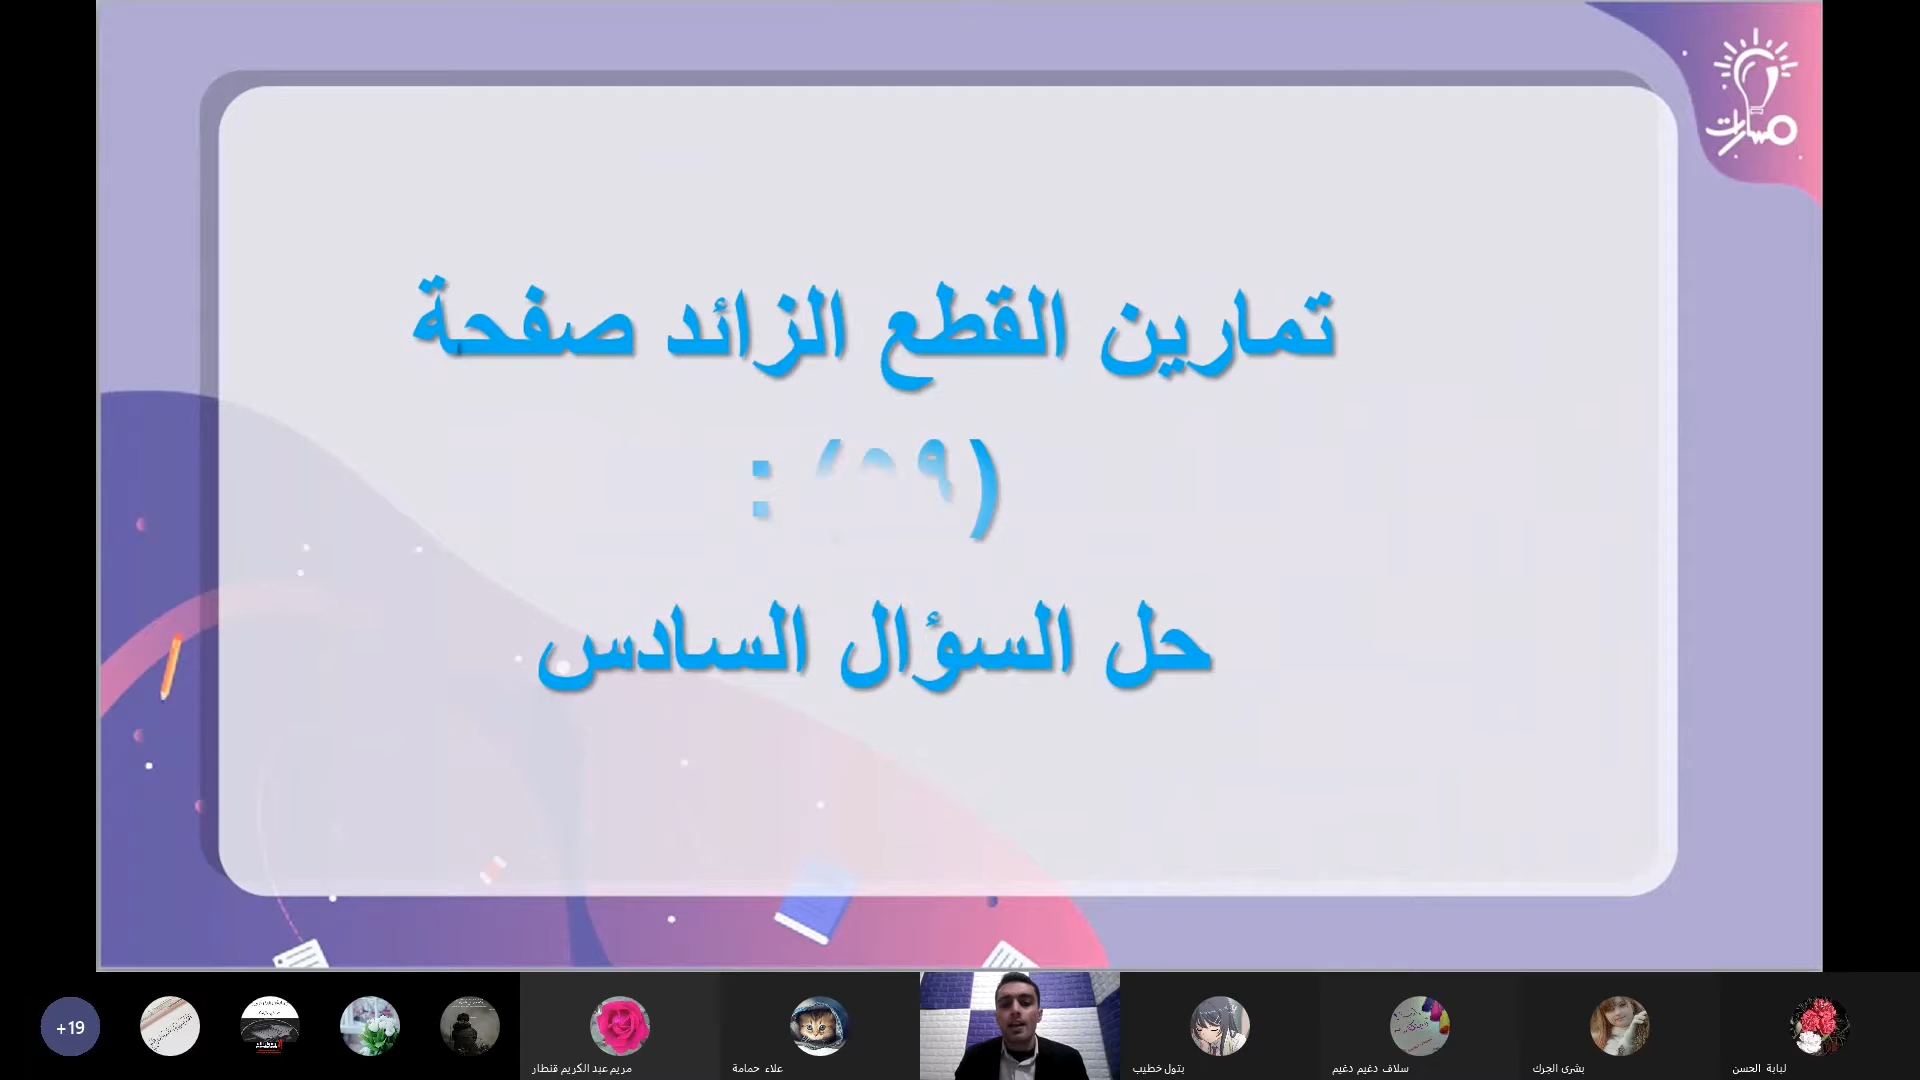 مسارات
تمارين القطع الزائد صفحة
(٥٩) :
حل السؤال السادس
+19
مريم عبد الكريم قنطار
علاء حمامة
بتول خطيب
سلاف دغيم دغيم
بشرى الجرك
لبابة الحسن